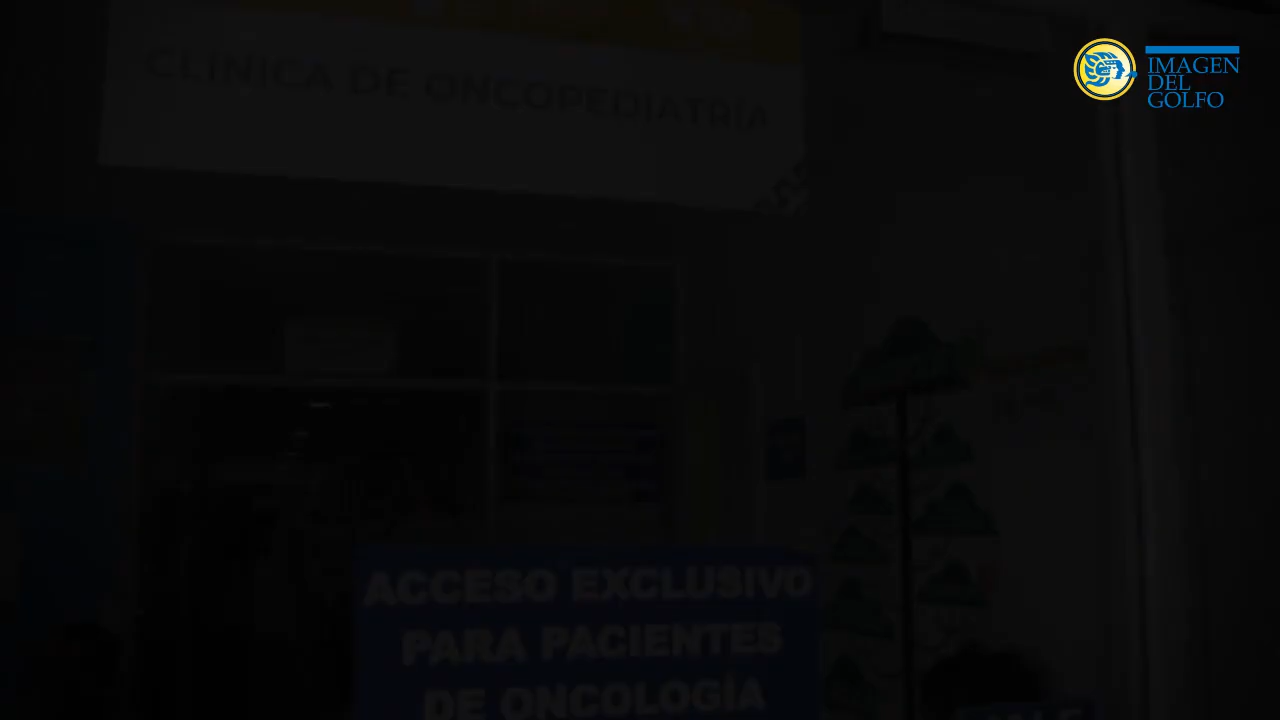 CLÍNICA DE ONCOPEDIATRÍA
IMAGEN
DEL
GOLFO
ACCESO EXCLUSIVO
PARA PACIENTES
DE ONCOLOGÍA